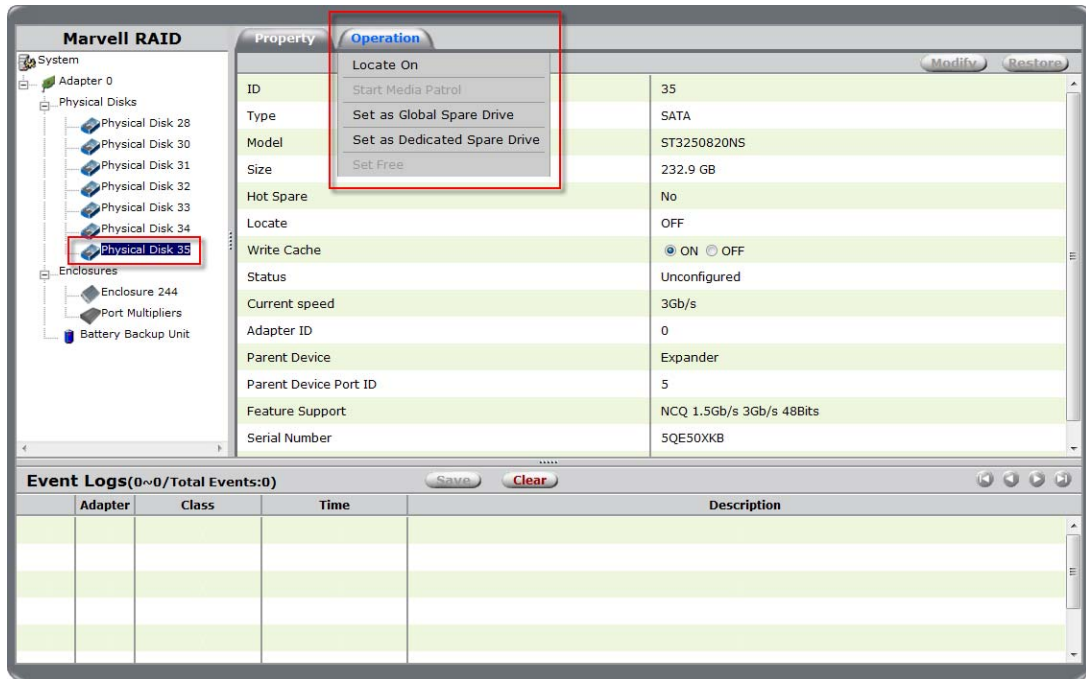 Marvell RAID
System
Adapter 0
Physical Disks
Physical Disk 28
Physical Disk 30
Physical Disk 31
Physical Disk 32
Physical Disk 33
Physical Disk 34
Physical Disk 35
Enclosures
Enclosure 244
Port Multipliers
Battery Backup Unit
Property Operation
Locate On
Start Media Patrol
Set as Global Spare Drive
Set as Dedicated Spare Drive
Set Free
Modify Restore
ID 35
Type SATA
Model ST3250820NS
Size 232.9 GB
Hot Spare No
Locate OFF
Write Cache ON OFF
Status Unconfigured
Current speed 3Gb/s
Adapter ID 0
Parent Device Expander
Parent Device Port ID 5
Feature Support NCQ 1.5Gb/s 3Gb/s 48Bits
Serial Number 5QE50XKB
Event Logs(0~0/Total Events:0) Save Clear
Adapter Class Time Description